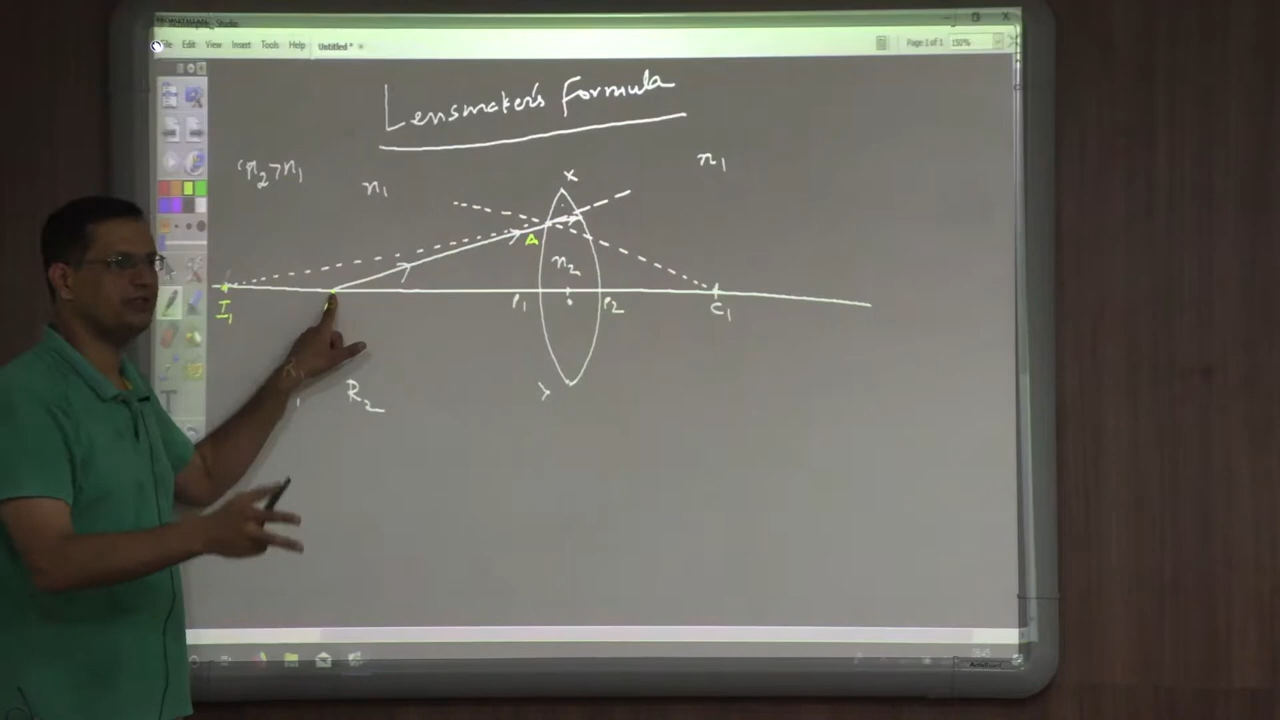 File Edit View Insert Tools Help
Untitled *
Page 1 of 1 150%
Lensmaker's Formula
n₂>n₁
n₁
n₁
X
A
n₂
I₁
P₁
P₂
C₁
R₂